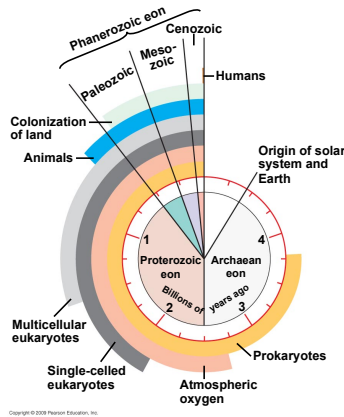 Phanerozoic eon
Cenozoic
Meso-
zoic
Paleozoic
Humans
Colonization
of land
Animals
Origin of solar
system and
Earth
1
4
Proterozoic
eon
Archaean
eon
Billions of
years ago
2
3
Multicellular
eukaryotes
Prokaryotes
Single-celled
eukaryotes
Atmospheric
oxygen
Copyright © 2009 Pearson Education, Inc.